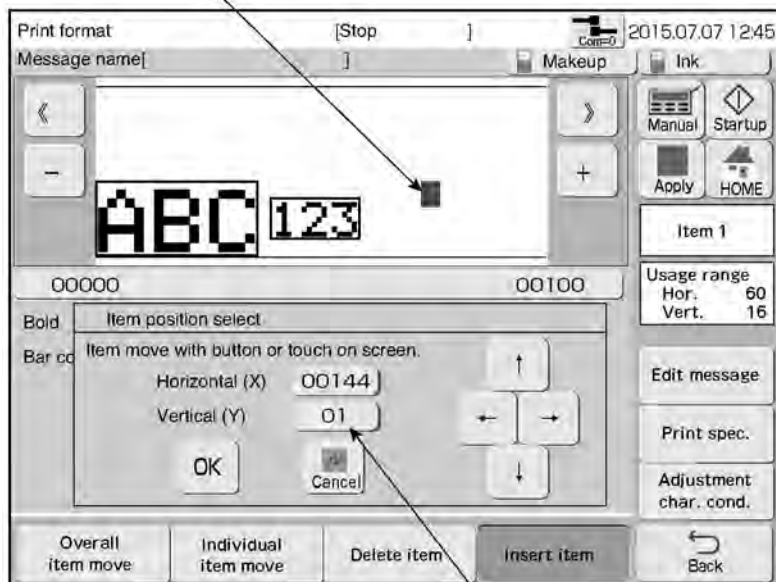 Print format [Stop ] Com=0 2015.07.07 12:45
Message name[ ] Makeup Ink
《 》 Manual Startup
- + Apply HOME
ABC 123
Item 1
00000 00100
Usage range
Hor. 60
Vert. 16
Bold Item position select
Bar co Item move with button or touch on screen.
Horizontal (X) 00144
Vertical (Y) 01
↑
← →
↓
OK Cancel
Edit message
Print spec.
Adjustment
char. cond.
Overall
item move
Individual
item move
Delete item
Insert item
Back